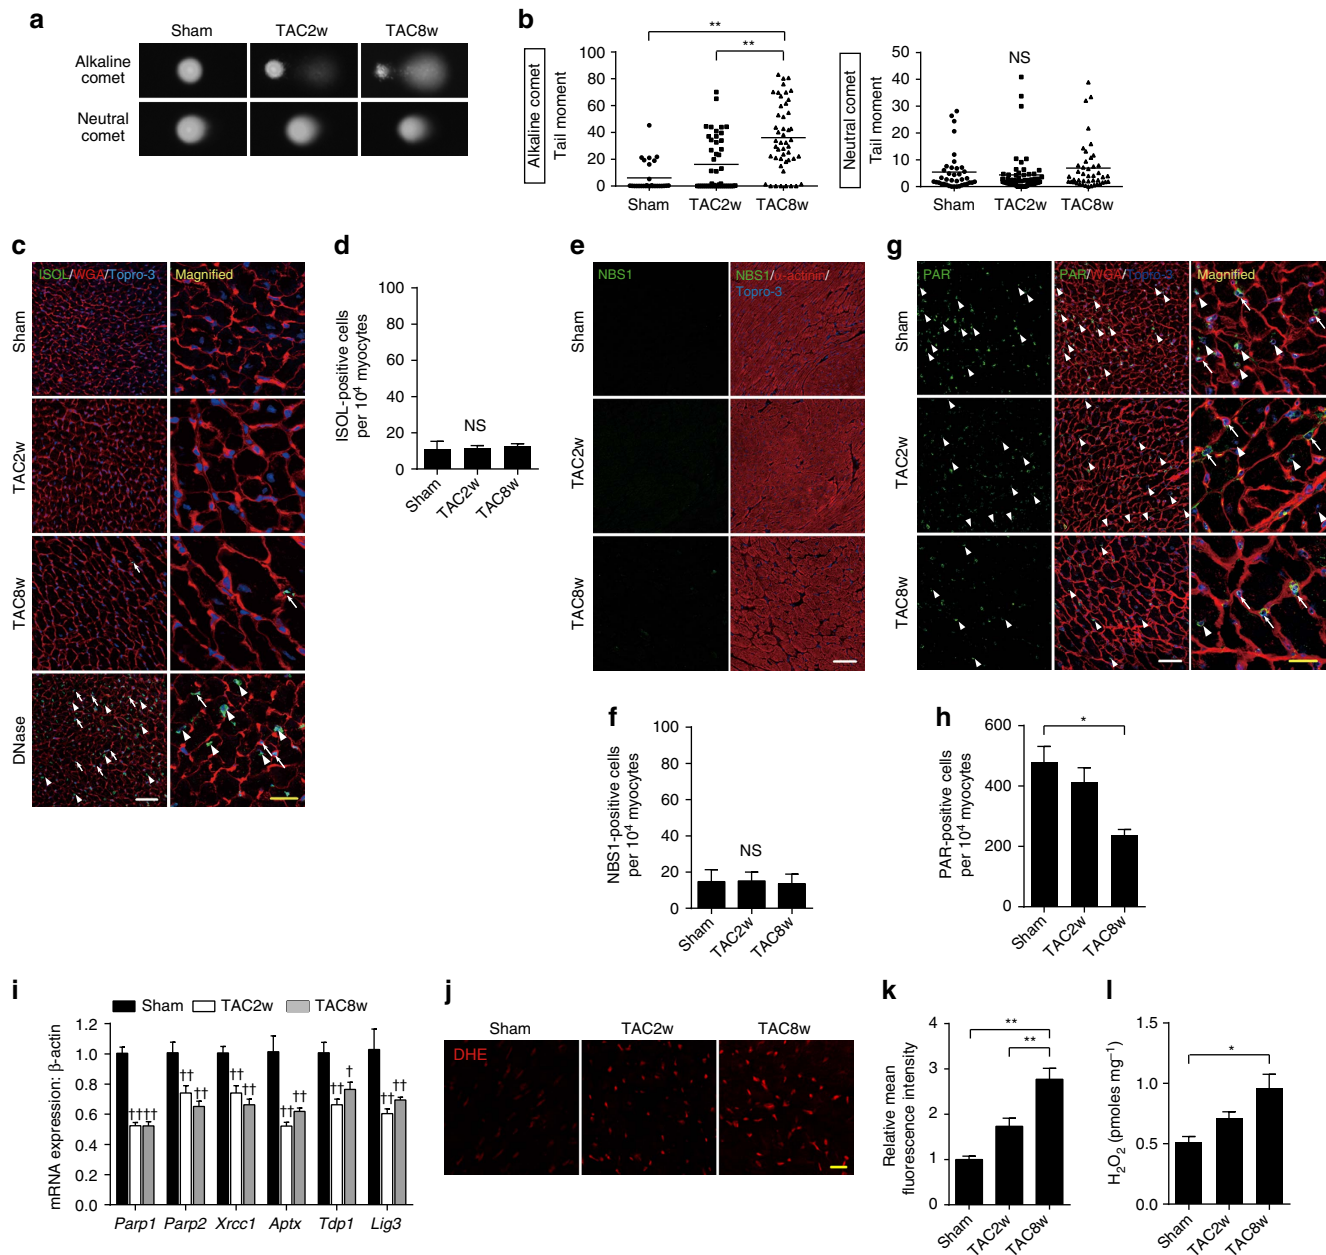 a
Sham TAC2w TAC8w
Alkaline
comet
Neutral
comet
b
**
**
Alkaline comet
Tail moment
100
80
60
40
20
0
Sham TAC2w TAC8w
NS
Neutral comet
Tail moment
50
40
30
20
10
0
Sham TAC2w TAC8w
c
ISOL/WGA/Topro-3 Magnified
Sham
TAC2w
TAC8w
DNase
d
ISOL-positive cells
per 10⁴ myocytes
100
80
60
40
20
0
NS
Sham TAC2w TAC8w
e
NBS1 NBS1/α-actinin/
Topro-3
Sham
TAC2w
TAC8w
f
NBS1-positive cells
per 10⁴ myocytes
100
80
60
40
20
0
NS
Sham TAC2w TAC8w
g
PAR PAR/WGA/Topro-3 Magnified
Sham
TAC2w
TAC8w
h
PAR-positive cells
per 10⁴ myocytes
600
400
200
0
*
Sham TAC2w TAC8w
i
Sham TAC2w TAC8w
mRNA expression: β-actin
1.2
1.0
0.8
0.6
0.4
0.2
0.0
†† †† †† †† †† †† †† †† †† † †† ††
Parp1 Parp2 Xrcc1 Aptx Tdp1 Lig3
j
Sham TAC2w TAC8w
DHE
k
Relative mean
fluorescence intensity
4
3
2
1
0
**
**
Sham TAC2w TAC8w
l
H₂O₂ (pmoles mg⁻¹)
1.5
1.0
0.5
0.0
*
Sham TAC2w TAC8w